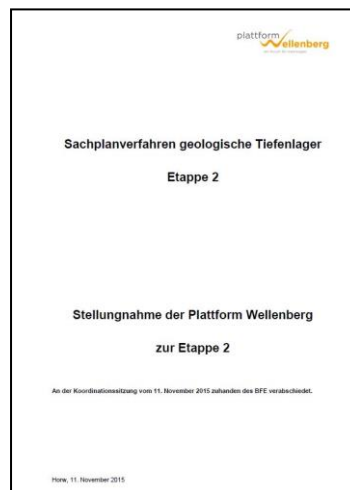 plattform
Wellenberg
Sachplanverfahren geologische Tiefenlager
Etappe 2
Stellungnahme der Plattform Wellenberg
zur Etappe 2
An der Koordinationssitzung vom 11. November 2015 zuhanden des BFE verabschiedet.
Horw, 11. November 2015